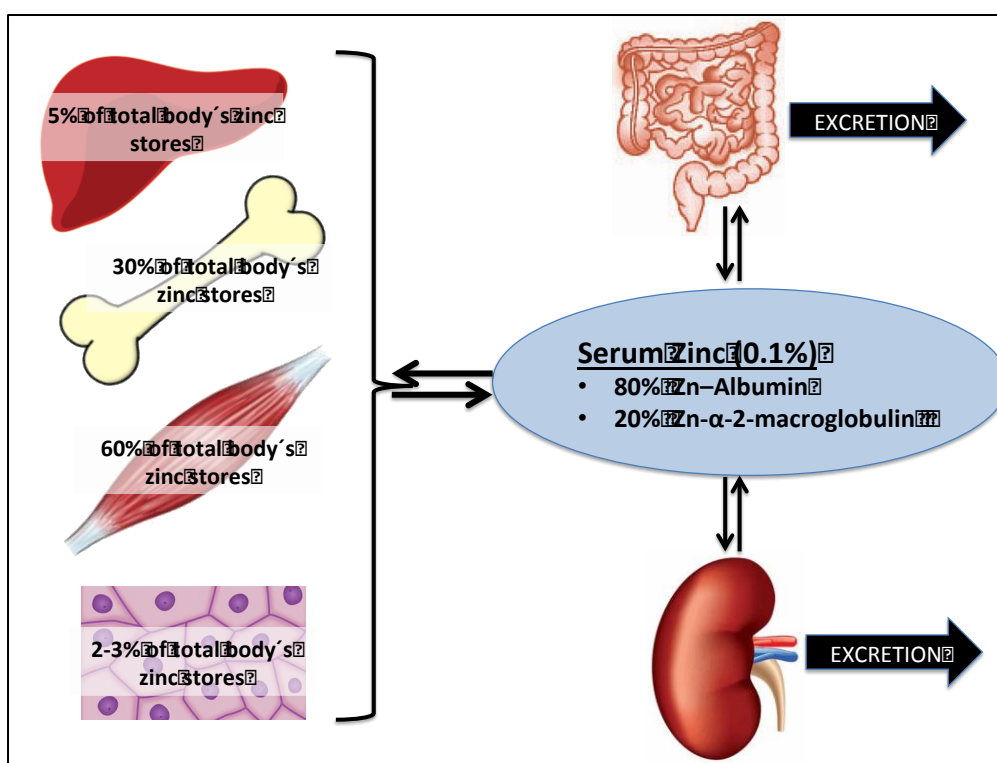 5% of total body´s zinc
stores
30% of total body´s
zinc stores
60% of total body´s
zinc stores
2-3% of total body´s
zinc stores
EXCRETION
Serum Zinc (0.1%)
• 80% Zn–Albumin
• 20% Zn-α-2-macroglobulin
EXCRETION